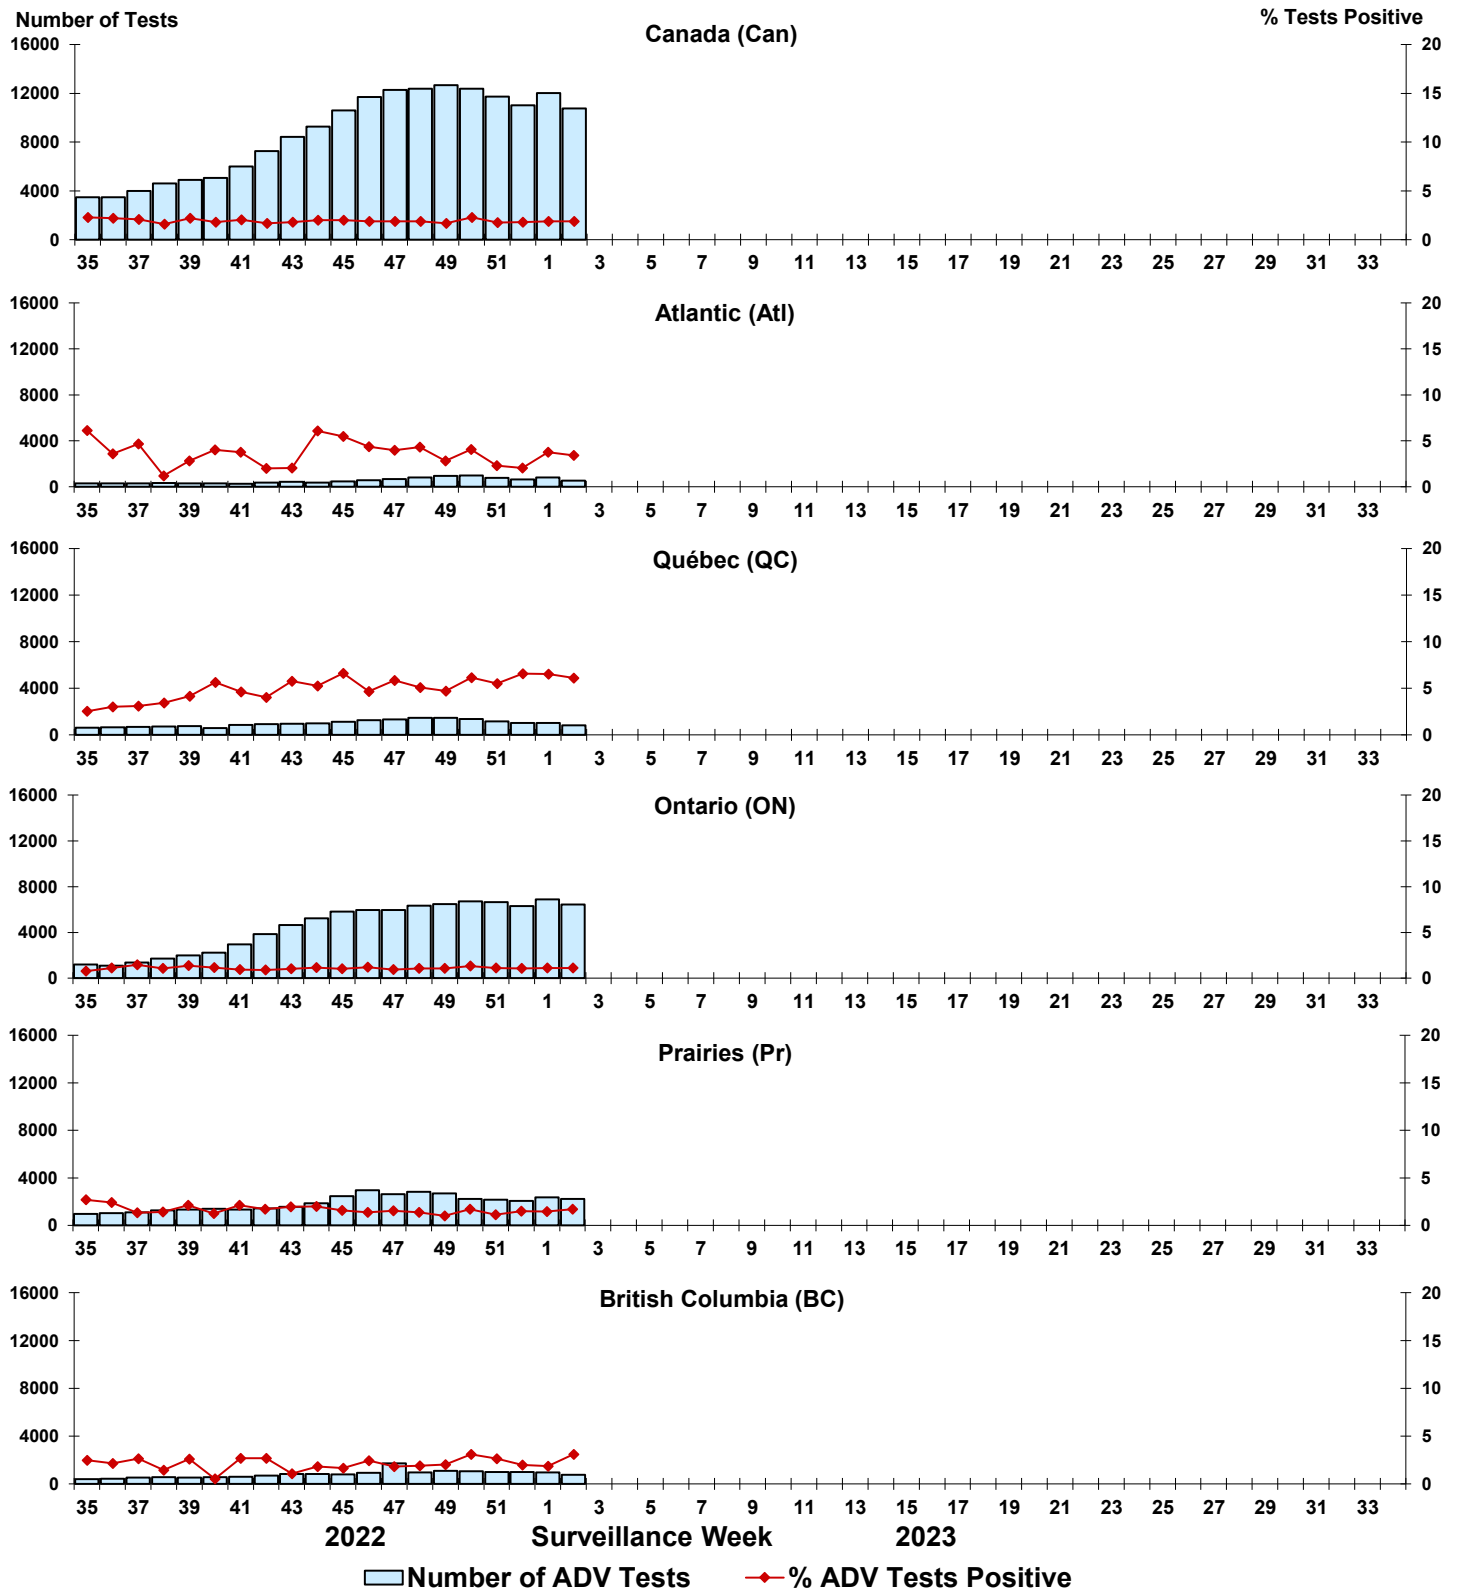 Number of Tests
% Tests Positive
Canada (Can)
16000 20
12000 15
8000 10
4000 5
0 0
35 37 39 41 43 45 47 49 51 1 3 5 7 9 11 13 15 17 19 21 23 25 27 29 31 33
Atlantic (Atl)
16000 20
12000 15
8000 10
4000 5
0 0
35 37 39 41 43 45 47 49 51 1 3 5 7 9 11 13 15 17 19 21 23 25 27 29 31 33
Québec (QC)
16000 20
12000 15
8000 10
4000 5
0 0
35 37 39 41 43 45 47 49 51 1 3 5 7 9 11 13 15 17 19 21 23 25 27 29 31 33
Ontario (ON)
16000 20
12000 15
8000 10
4000 5
0 0
35 37 39 41 43 45 47 49 51 1 3 5 7 9 11 13 15 17 19 21 23 25 27 29 31 33
Prairies (Pr)
16000 20
12000 15
8000 10
4000 5
0 0
35 37 39 41 43 45 47 49 51 1 3 5 7 9 11 13 15 17 19 21 23 25 27 29 31 33
British Columbia (BC)
16000 20
12000 15
8000 10
4000 5
0 0
35 37 39 41 43 45 47 49 51 1 3 5 7 9 11 13 15 17 19 21 23 25 27 29 31 33
2022 Surveillance Week 2023
Number of ADV Tests % ADV Tests Positive